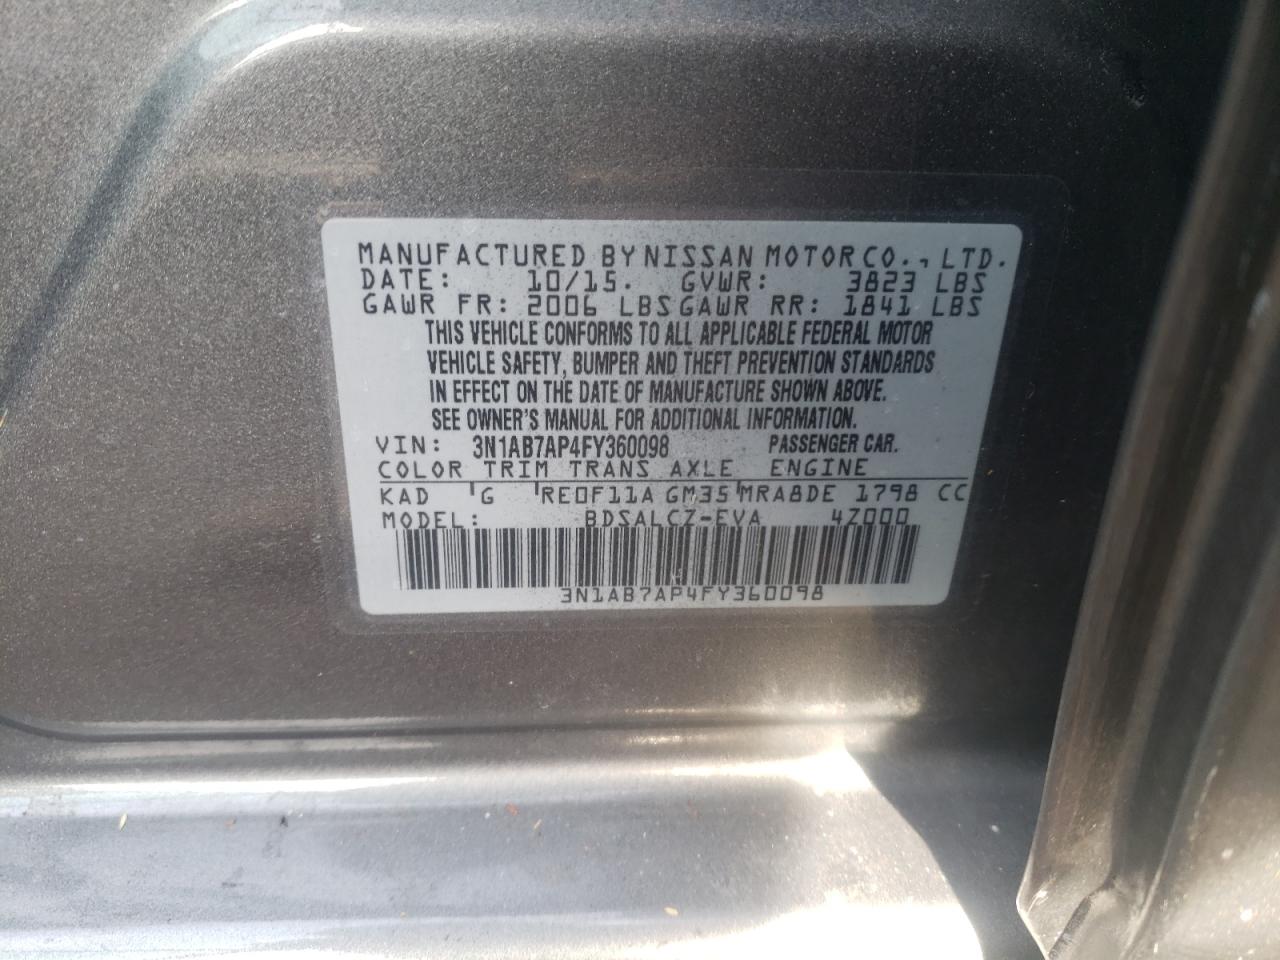 MANUFACTURED BY NISSAN MOTOR CO., LTD.
DATE: 10/15. GVWR: 3823 LBS
GAWR FR: 2006 LBS GAWR RR: 1841 LBS
THIS VEHICLE CONFORMS TO ALL APPLICABLE FEDERAL MOTOR
VEHICLE SAFETY, BUMPER AND THEFT PREVENTION STANDARDS
IN EFFECT ON THE DATE OF MANUFACTURE SHOWN ABOVE.
SEE OWNER'S MANUAL FOR ADDITIONAL INFORMATION.
VIN: 3N1AB7AP4FY360098 PASSENGER CAR.
COLOR TRIM TRANS AXLE ENGINE
KAD G RE0F11A GM35 MRA8DE 1798 CC
MODEL: BDSALCZ-EVA 4Z000
3N1AB7AP4FY360098